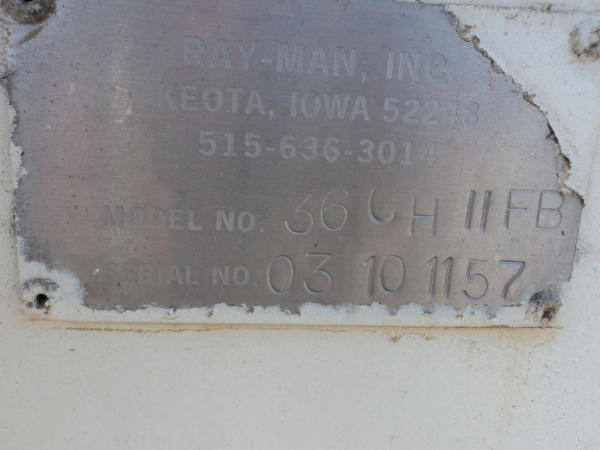 RAY-MAN, INC.
KEOTA, IOWA 52248
515-636-3014
MODEL NO. 36 CH 11FB
SERIAL NO. 03 10 1157